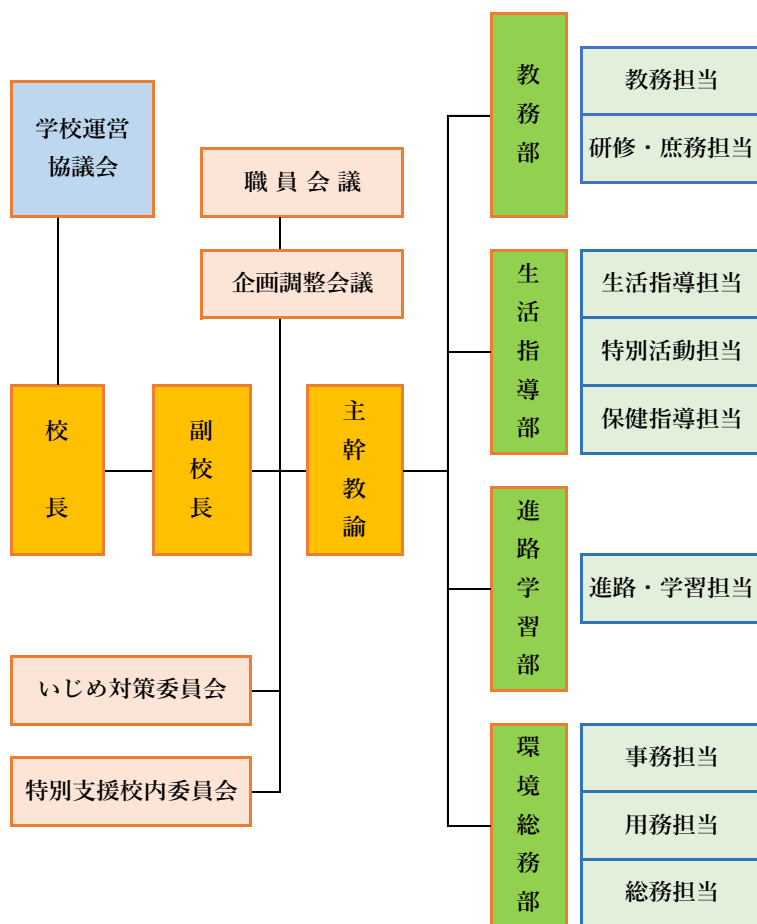 学校運営
協議会
職員会議
企画調整会議
校長
副校長
主幹教論
いじめ対策委員会
特別支援校内委員会
教務部
教務担当
研修・庶務担当
生活指導部
生活指導担当
特別活動担当
保健指導担当
進路学習部
進路・学習担当
環境総務部
事務担当
用務担当
総務担当